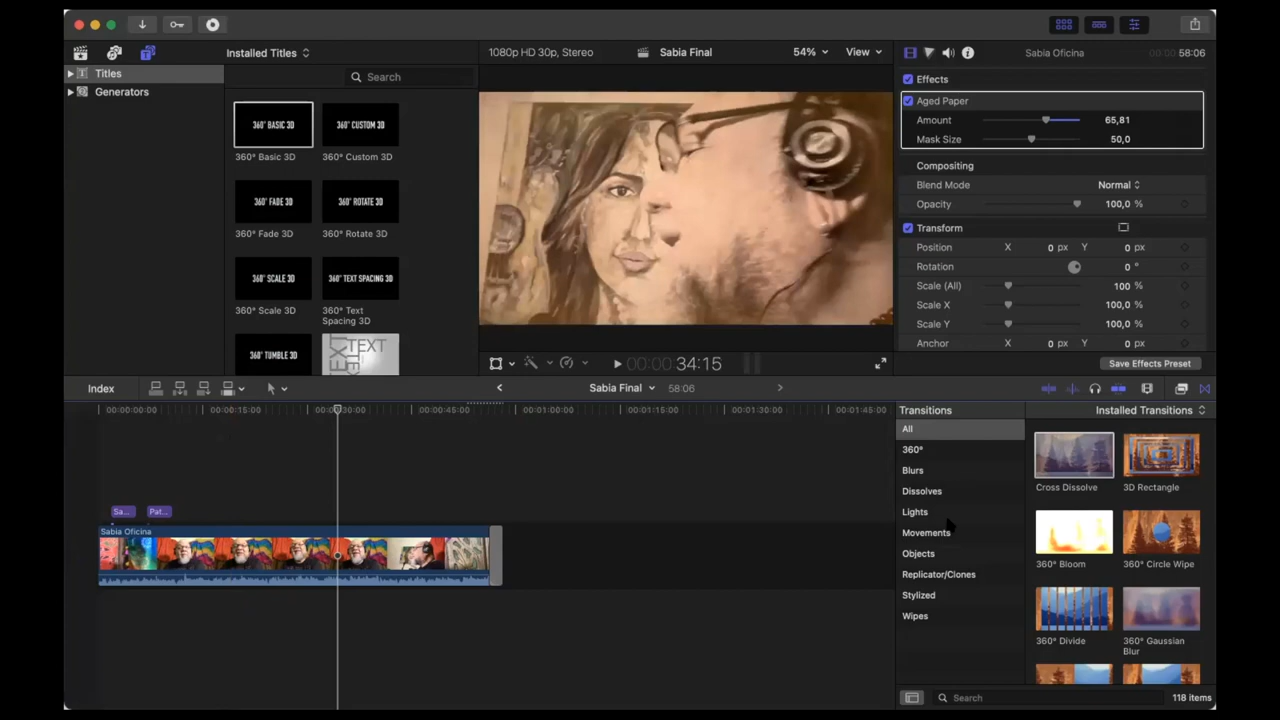 Installed Titles
1080p HD 30p, Stereo
Sabia Final
54%
View
Sabia Oficina
58:06
Titles
Generators
Search
360° BASIC 3D
360° CUSTOM 3D
360° Basic 3D
360° Custom 3D
360° FADE 3D
360° ROTATE 3D
360° Fade 3D
360° Rotate 3D
360° SCALE 3D
360° TEXT SPACING 3D
360° Scale 3D
360° Text
Spacing 3D
360° TUMBLE 3D
TEXT
TEXT
00:00:34:15
Effects
Aged Paper
Amount 65,81
Mask Size 50,0
Compositing
Blend Mode Normal
Opacity 100,0 %
Transform
Position X 0 px Y 0 px
Rotation 0 °
Scale (All) 100 %
Scale X 100,0 %
Scale Y 100,0 %
Anchor X 0 px Y 0 px
Save Effects Preset
Index
Sabia Final 58:06
00:00:00:00 00:00:15:00 00:00:30:00 00:00:45:00 00:01:00:00 00:01:15:00 00:01:30:00 00:01:45:00
Sa... Pat...
Sabia Oficina
Transitions
Installed Transitions
All
360°
Blurs
Dissolves
Lights
Movements
Objects
Replicator/Clones
Stylized
Wipes
Cross Dissolve
3D Rectangle
360° Bloom
360° Circle Wipe
360° Divide
360° Gaussian
Blur
Search
118 items